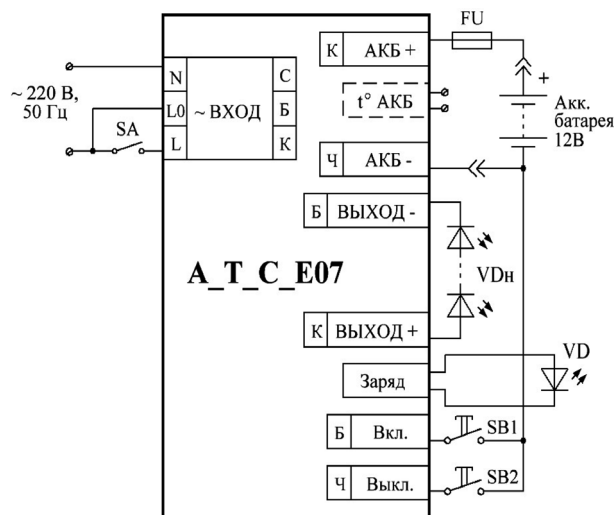 FU
К АКБ +
+
N С
~ 220 В,
50 Гц
L0 ~ ВХОД Б
t° АКБ
Акк.
батарея
12В
SA
L К
Ч АКБ -
Б ВЫХОД -
A_T_C_E07
VDн
К ВЫХОД +
VD
Заряд
Б Вкл.
SB1
Ч Выкл.
SB2